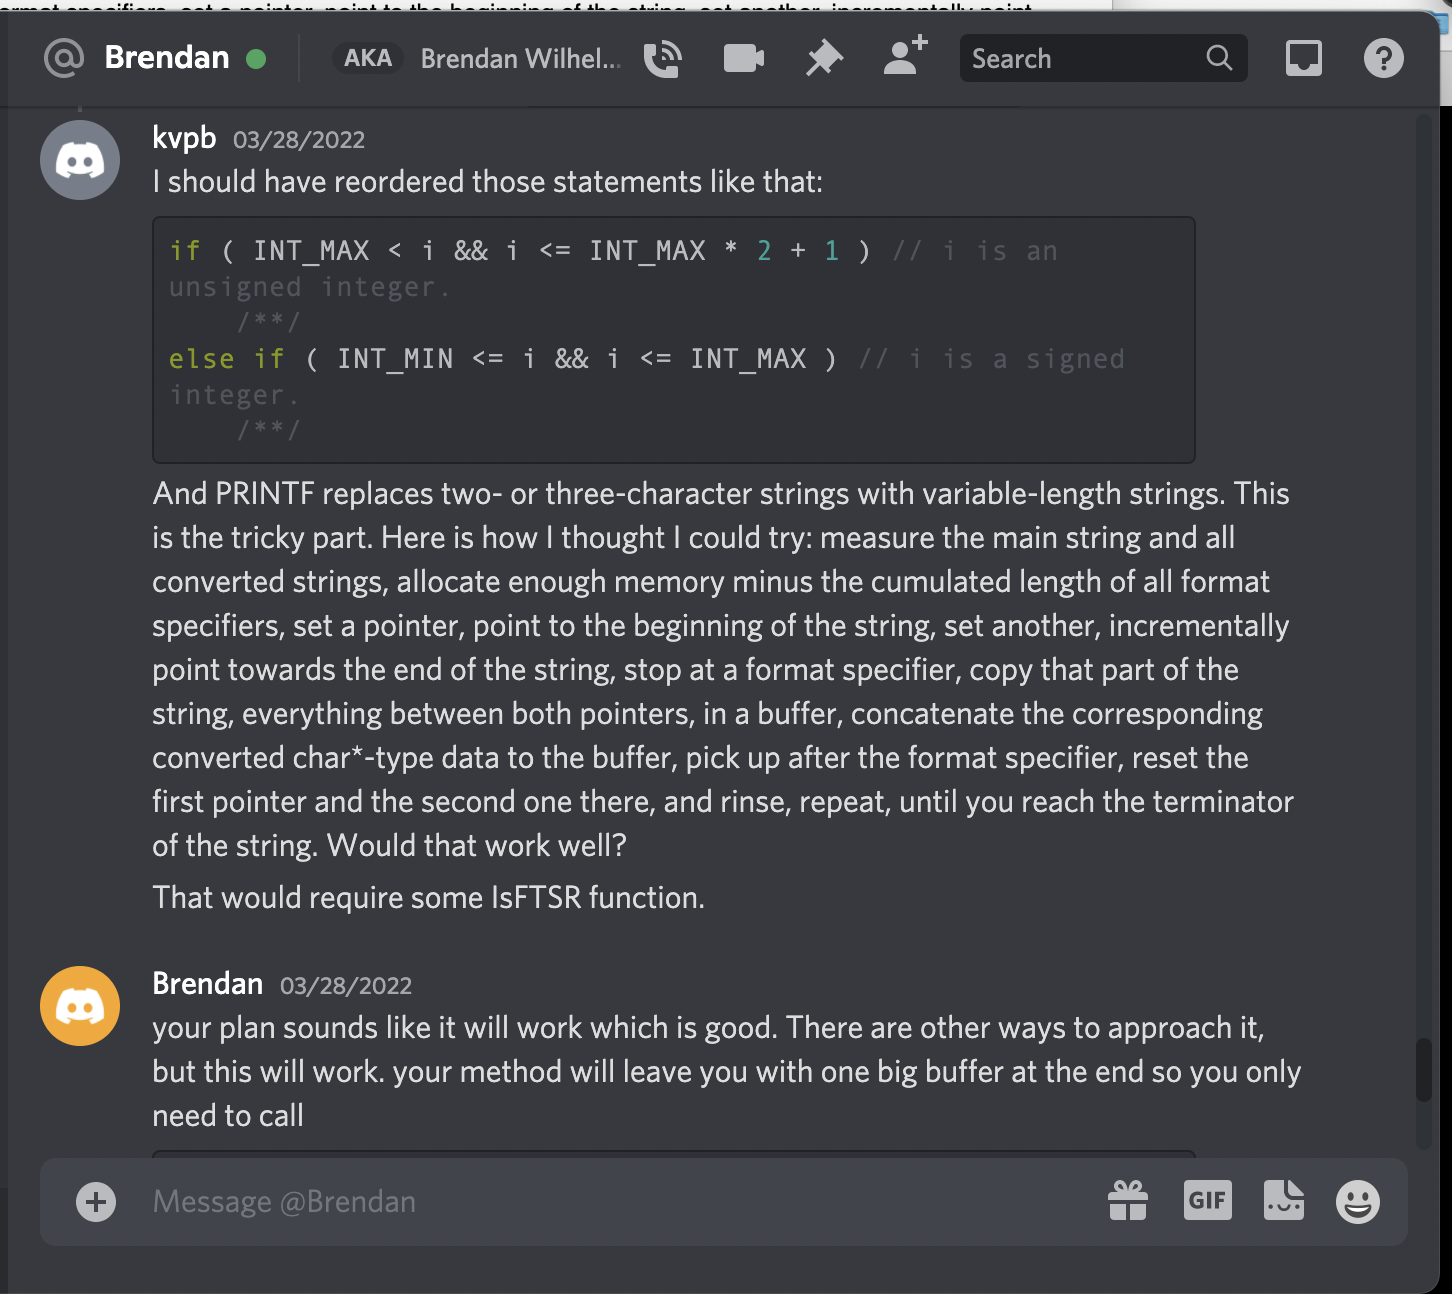 Brendan AKA Brendan Wilhel... Search
kvpb 03/28/2022
I should have reordered those statements like that:
if ( INT_MAX < i && i <= INT_MAX * 2 + 1 ) // i is an
unsigned integer.
/**/
else if ( INT_MIN <= i && i <= INT_MAX ) // i is a signed
integer.
/**/
And PRINTF replaces two- or three-character strings with variable-length strings. This
is the tricky part. Here is how I thought I could try: measure the main string and all
converted strings, allocate enough memory minus the cumulated length of all format
specifiers, set a pointer, point to the beginning of the string, set another, incrementally
point towards the end of the string, stop at a format specifier, copy that part of the
string, everything between both pointers, in a buffer, concatenate the corresponding
converted char*-type data to the buffer, pick up after the format specifier, reset the
first pointer and the second one there, and rinse, repeat, until you reach the terminator
of the string. Would that work well?
That would require some IsFTSR function.
Brendan 03/28/2022
your plan sounds like it will work which is good. There are other ways to approach it,
but this will work. your method will leave you with one big buffer at the end so you only
need to call
Message @Brendan GIF